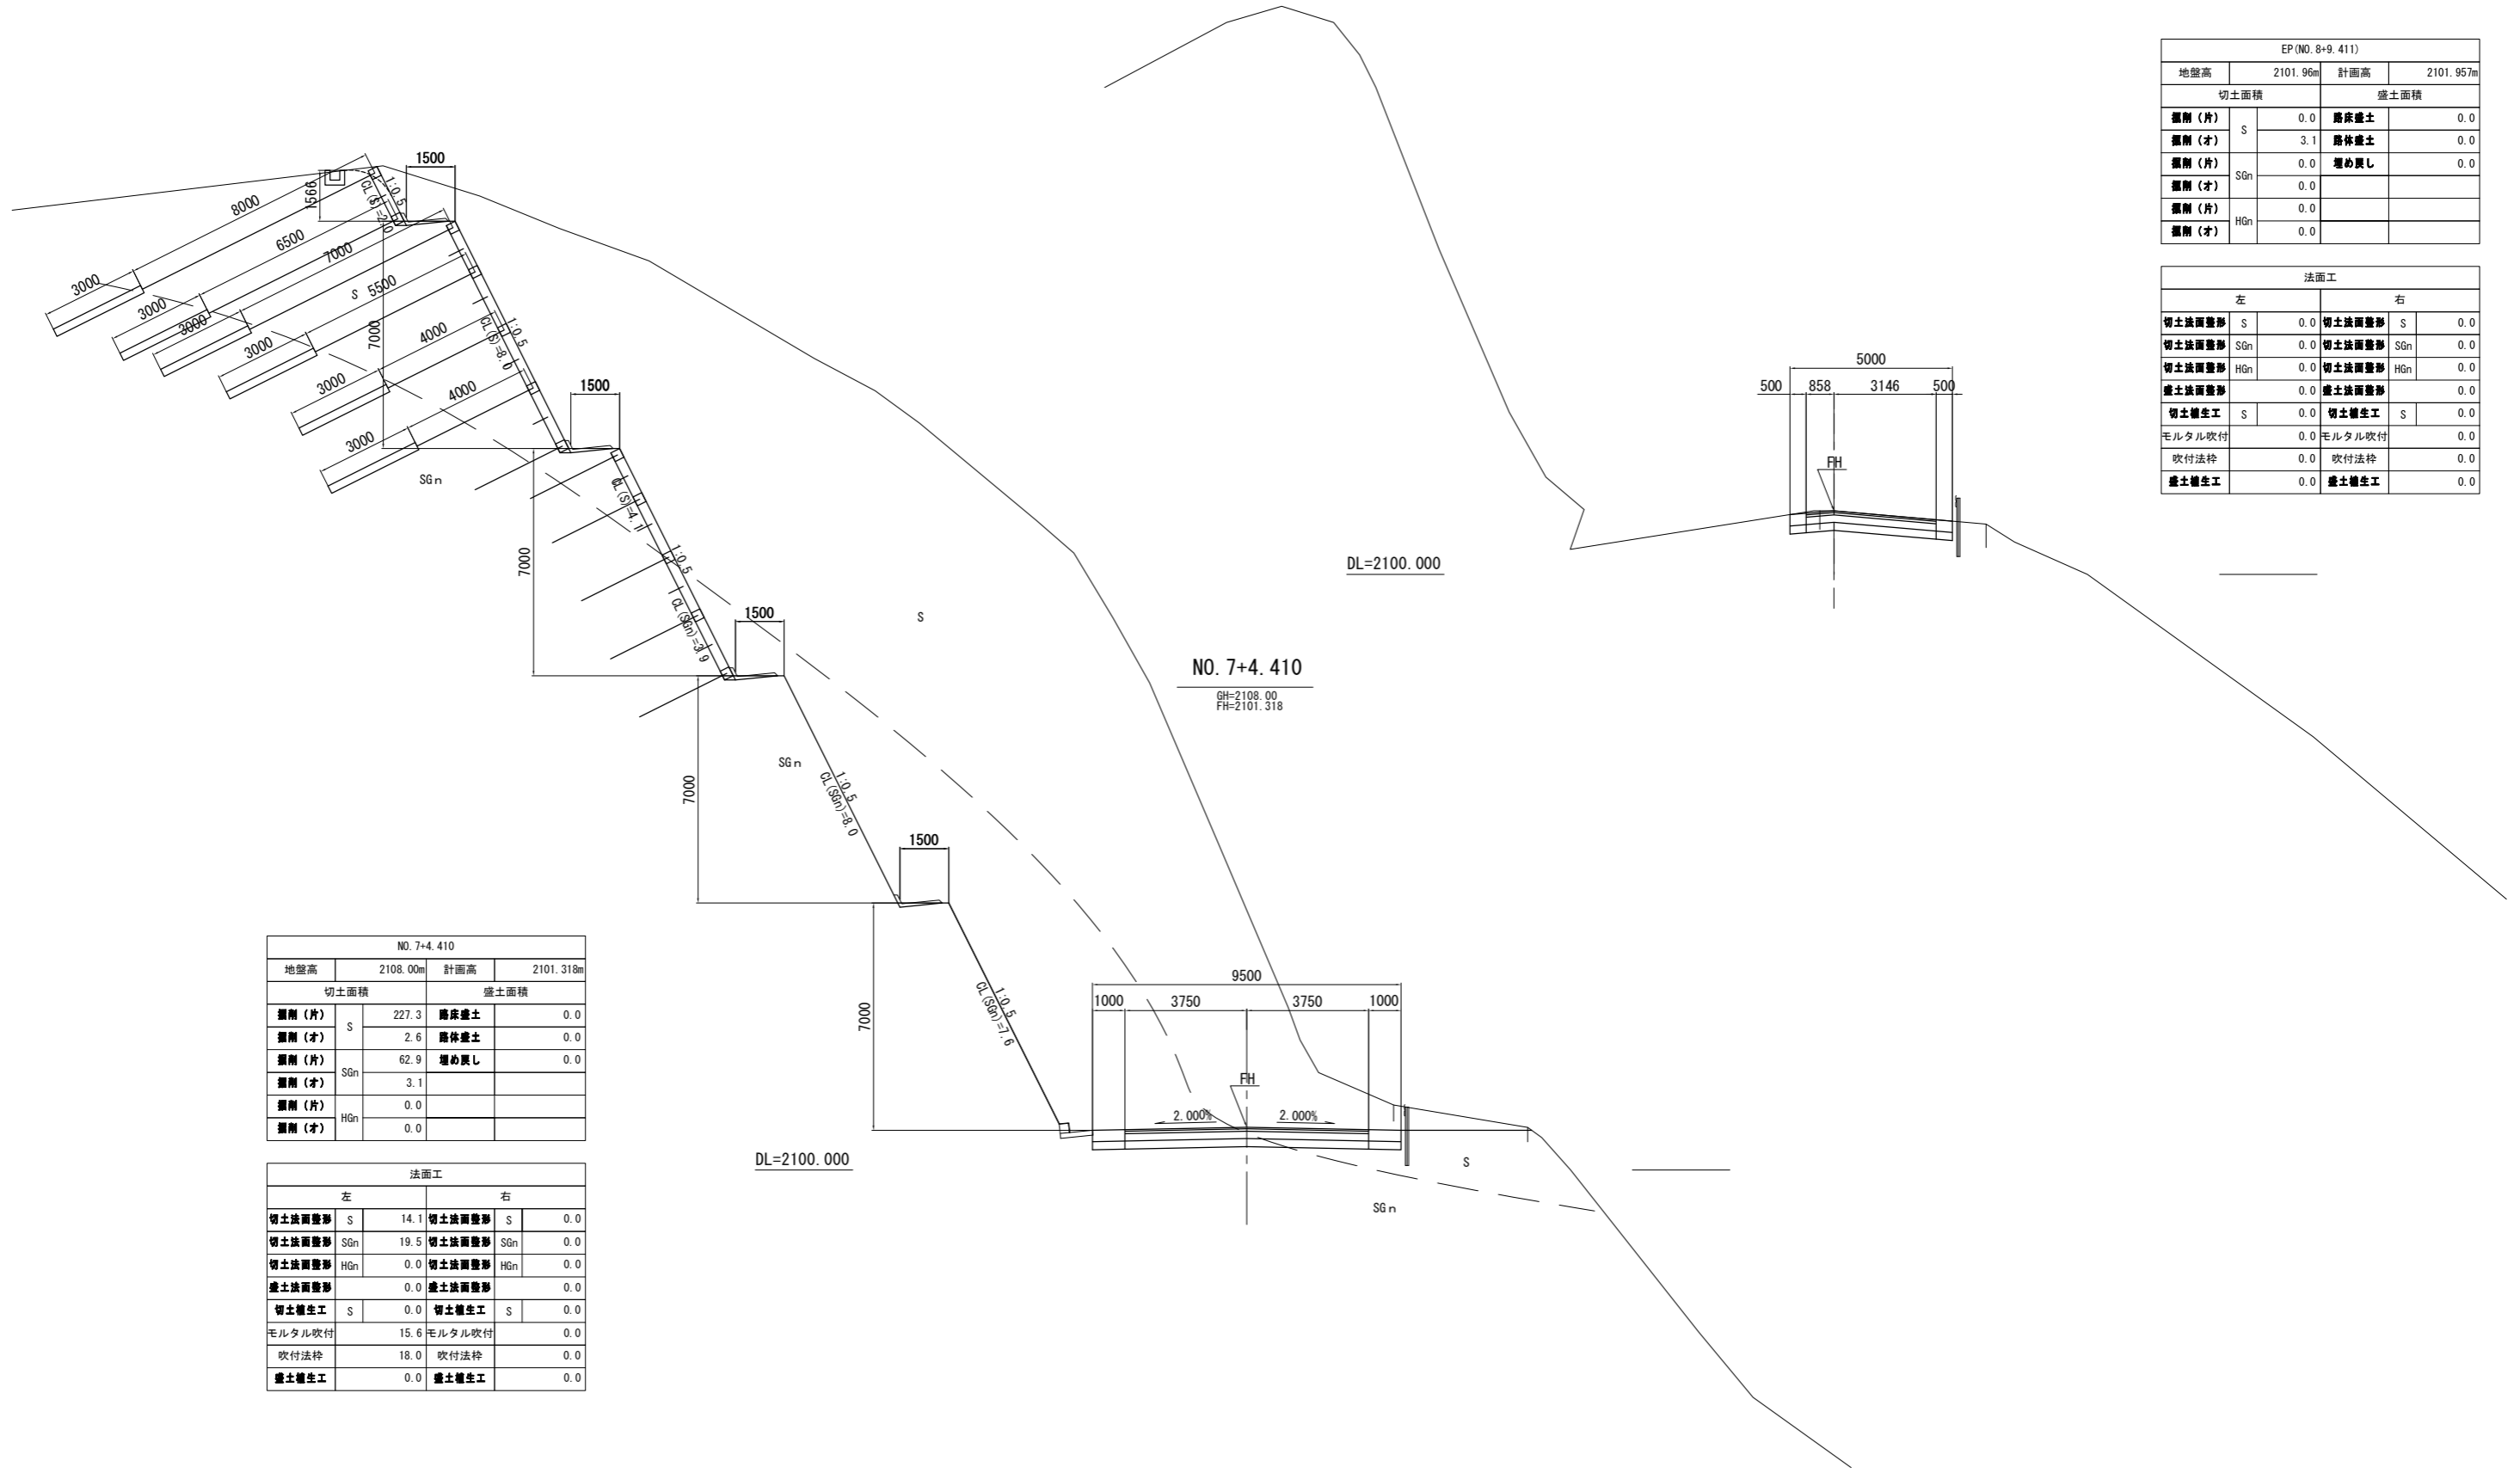 EP(NO. 8+9. 411)
地盤高 2101. 96m 計画高 2101. 957m
切土面積 盛土面積
掘削（片） S 0. 0 路床盛土 0. 0
掘削（オ） 3. 1 路体盛土 0. 0
掘削（片） SGn 0. 0 埋め戻し 0. 0
掘削（オ） 0. 0
掘削（片） HGn 0. 0
掘削（オ） 0. 0
法面工
左 右
切土法面整形 S 0. 0 切土法面整形 S 0. 0
切土法面整形 SGn 0. 0 切土法面整形 SGn 0. 0
切土法面整形 HGn 0. 0 切土法面整形 HGn 0. 0
盛土法面整形 0. 0 盛土法面整形 0. 0
切土植生工 S 0. 0 切土植生工 S 0. 0
モルタル吹付 0. 0 モルタル吹付 0. 0
吹付法枠 0. 0 吹付法枠 0. 0
盛土植生工 0. 0 盛土植生工 0. 0
5000
500 858 3146 500
FH
DL=2100. 000
1500
1566
1:0. 5
CL(S)=2. 0
8000
6500
7000
5500
4000
4000
3000
3000
3000
3000
3000
3000
S
7000
1:0. 5
CL(S)=8. 0
1500
SGn
CL(S)=4. 1
7000
1:0. 5
CL(SGn)=3. 9
1500
S
NO. 7+4. 410
GH=2108. 00
FH=2101. 318
SGn
7000
1:0. 5
CL(SGn)=8. 0
1500
7000
1:0. 5
CL(SGn)=7. 6
9500
1000 3750 3750 1000
FH
2. 000% 2. 000%
DL=2100. 000
S
SGn
NO. 7+4. 410
地盤高 2108. 00m 計画高 2101. 318m
切土面積 盛土面積
掘削（片） S 227. 3 路床盛土 0. 0
掘削（オ） 2. 6 路体盛土 0. 0
掘削（片） SGn 62. 9 埋め戻し 0. 0
掘削（オ） 3. 1
掘削（片） HGn 0. 0
掘削（オ） 0. 0
法面工
左 右
切土法面整形 S 14. 1 切土法面整形 S 0. 0
切土法面整形 SGn 19. 5 切土法面整形 SGn 0. 0
切土法面整形 HGn 0. 0 切土法面整形 HGn 0. 0
盛土法面整形 0. 0 盛土法面整形 0. 0
切土植生工 S 0. 0 切土植生工 S 0. 0
モルタル吹付 15. 6 モルタル吹付 0. 0
吹付法枠 18. 0 吹付法枠 0. 0
盛土植生工 0. 0 盛土植生工 0. 0